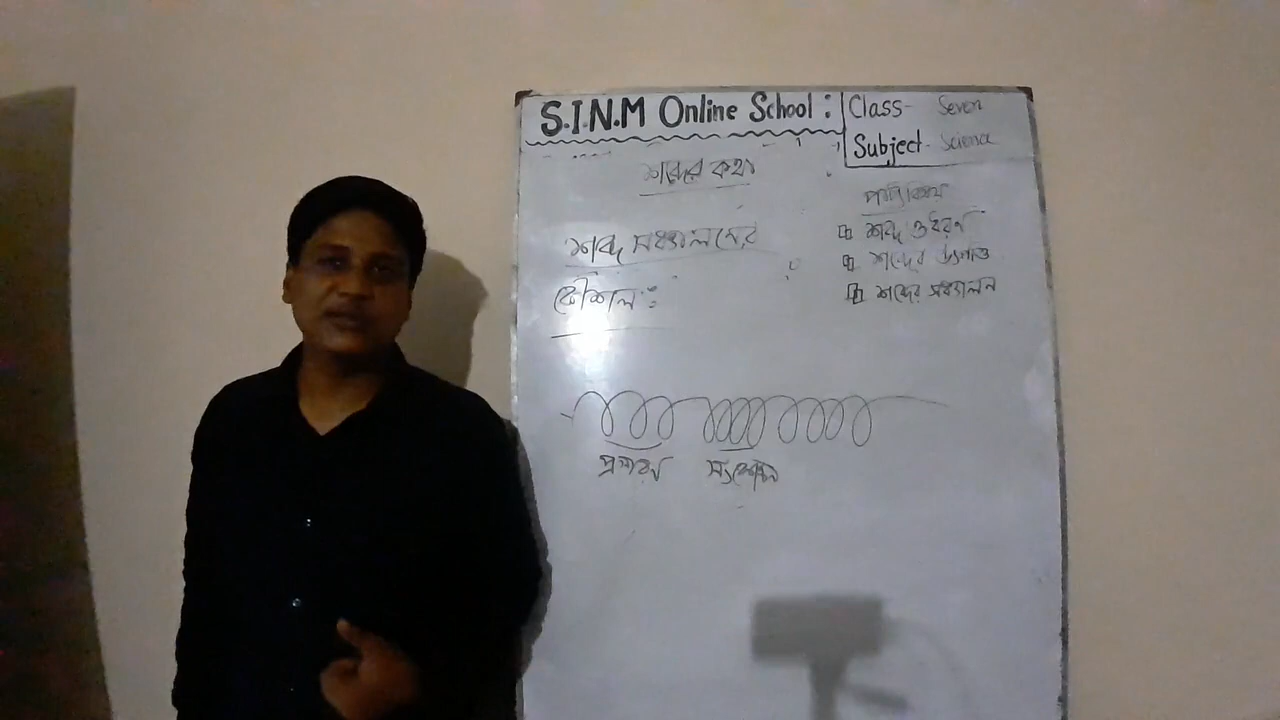 S.I.N.M Online School :
Class- Seven
Subject- Science
শব্দের কথা
শব্দ সঞ্চালনের
কৌশল :
পাঠ্যবিষয়
শব্দ ও ধরণ
শব্দের উৎপত্তি
শব্দের সঞ্চালন
প্রসারণ
সংকোচন